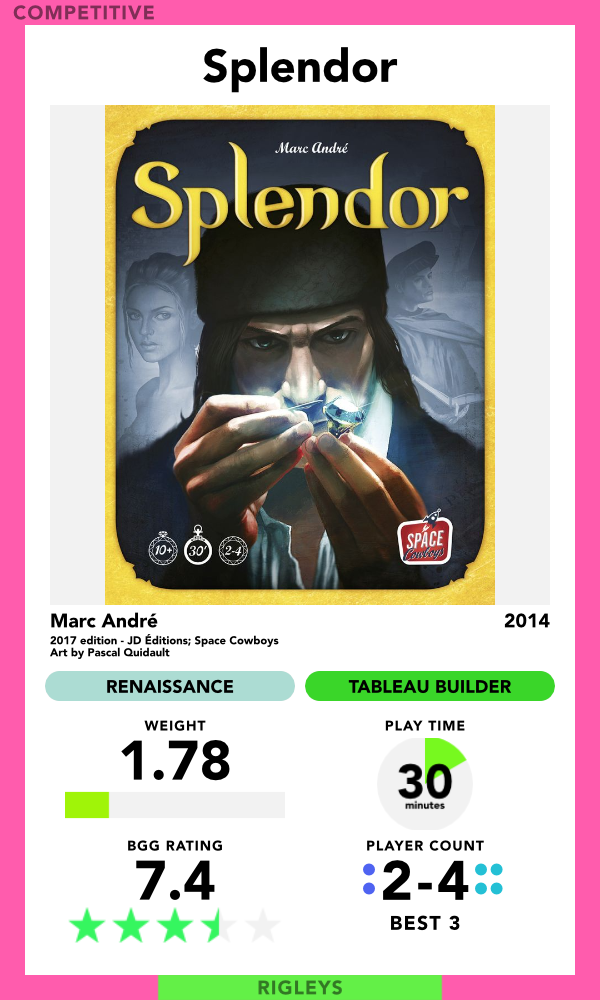 COMPETITIVE
Splendor
Marc André
Splendor
10+
30'
2-4
SPACE
Cowboys
Marc André
2014
2017 edition - JD Éditions; Space Cowboys
Art by Pascal Quidault
RENAISSANCE
TABLEAU BUILDER
WEIGHT
1.78
PLAY TIME
30
minutes
BGG RATING
7.4
PLAYER COUNT
2-4
BEST 3
RIGLEYS